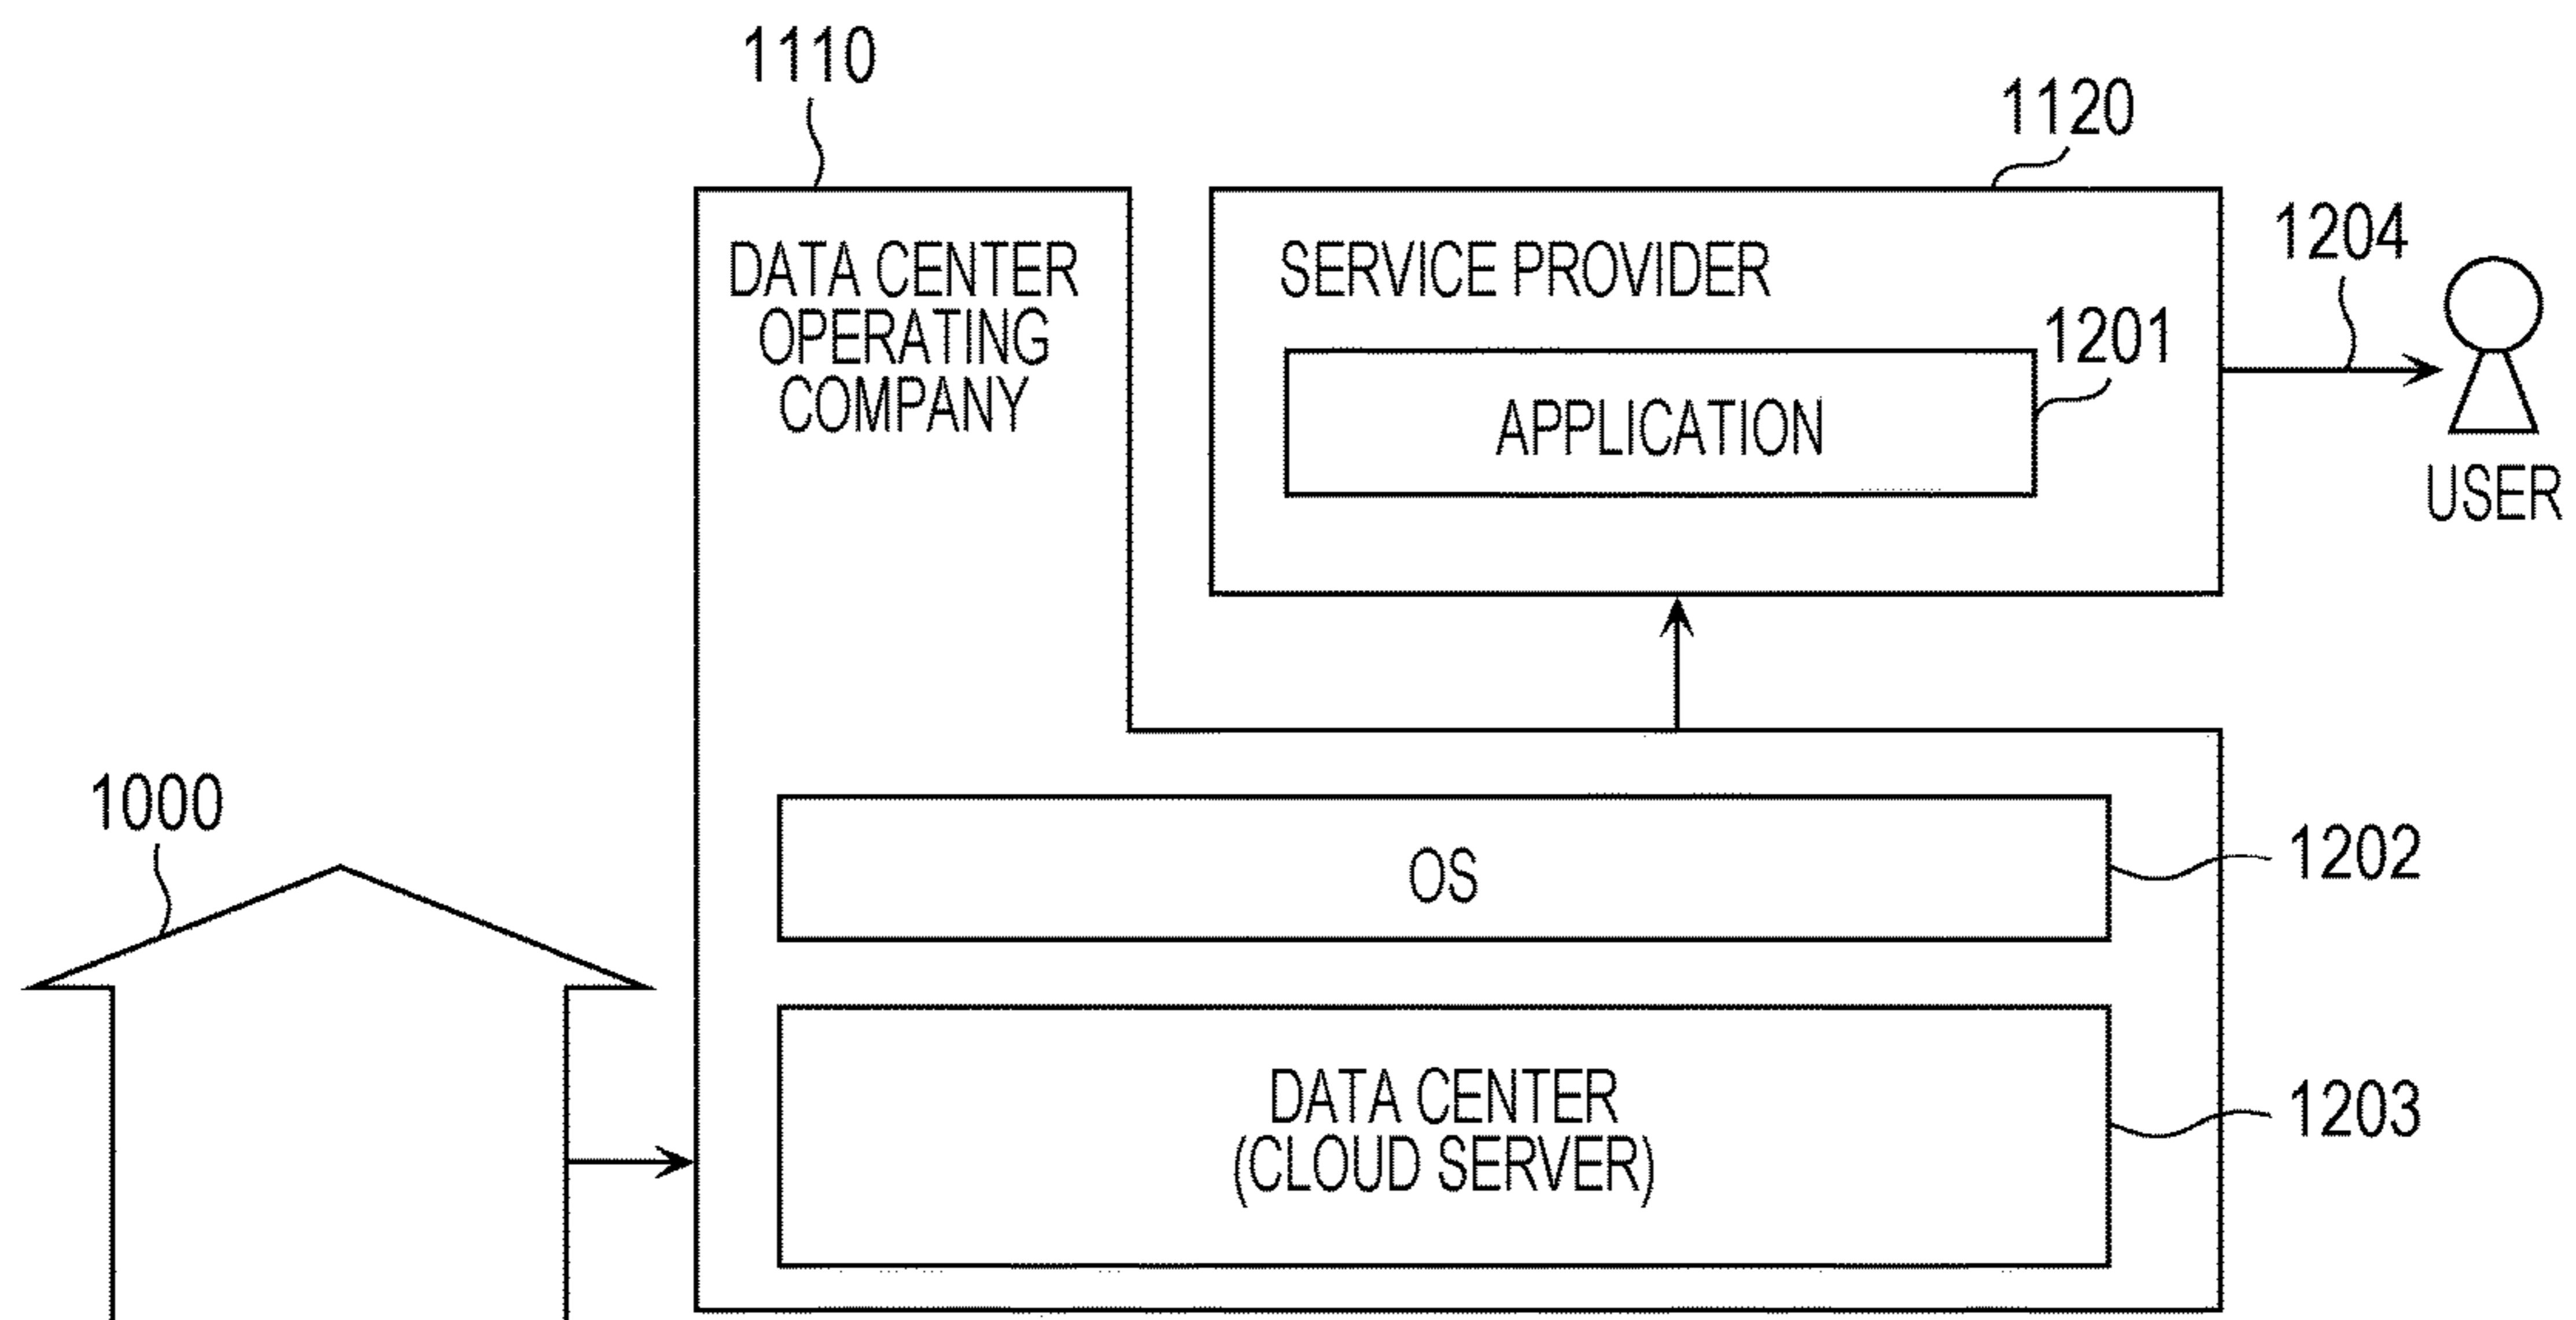 1110
1120
DATA CENTER
OPERATING
COMPANY
SERVICE PROVIDER
1204
1201
APPLICATION
USER
1000
OS
1202
DATA CENTER
(CLOUD SERVER)
1203